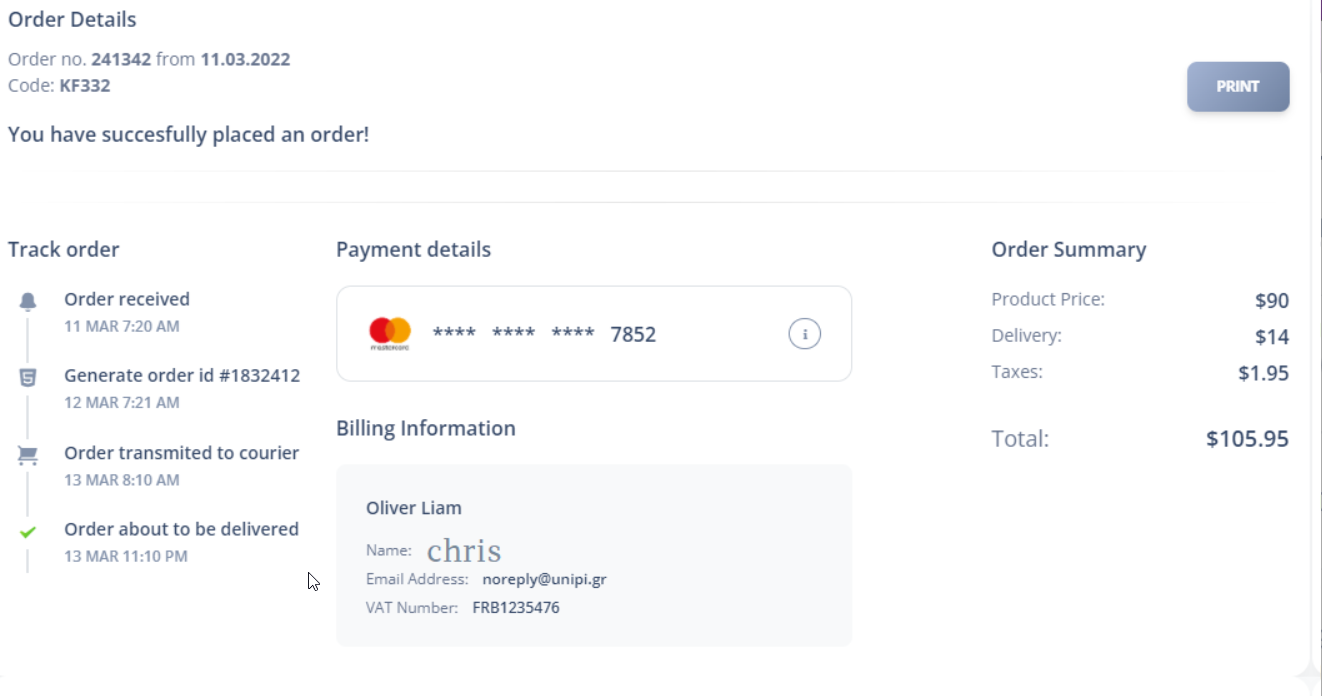 Order Details
Order no. 241342 from 11.03.2022
Code: KF332
PRINT
You have succesfully placed an order!
Track order
Order received
11 MAR 7:20 AM
Generate order id #1832412
12 MAR 7:21 AM
Order transmited to courier
13 MAR 8:10 AM
Order about to be delivered
13 MAR 11:10 PM
Payment details
mastercard
**** **** **** 7852
i
Billing Information
Oliver Liam
Name: chris
Email Address: noreply@unipi.gr
VAT Number: FRB1235476
Order Summary
Product Price: $90
Delivery: $14
Taxes: $1.95
Total: $105.95